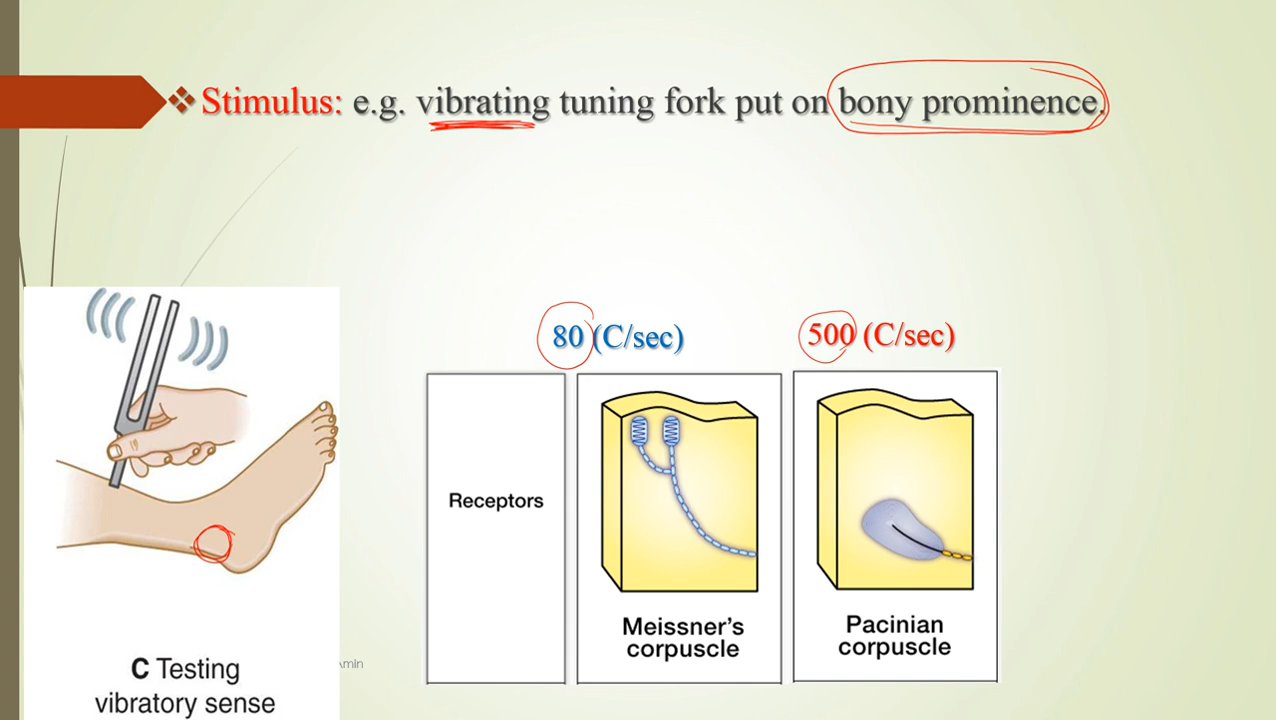 ❖ Stimulus: e.g. vibrating tuning fork put on bony prominence.
80 (C/sec)
500 (C/sec)
Receptors
Meissner's
corpuscle
Pacinian
corpuscle
C Testing
vibratory sense